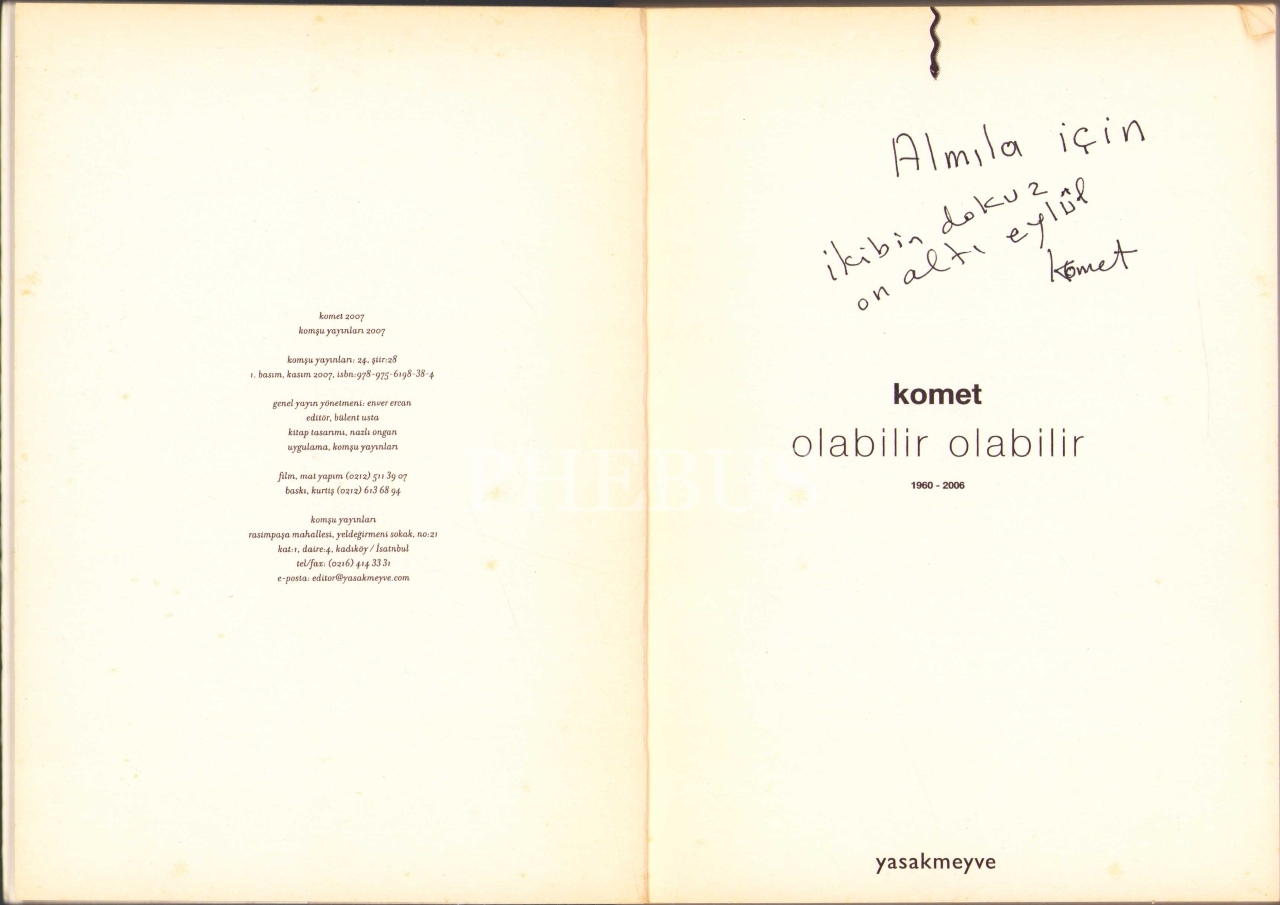 komet 2007
komşu yayınları 2007
komşu yayınları: 24, şiir:28
1. basım, kasım 2007, isbn:978-975-6198-38-4
genel yayın yönetmeni: enver ercan
editör, bülent usta
kitap tasarımı, nazlı ongan
uygulama, komşu yayınları
film, mat yapım (0212) 511 39 07
baskı, kurtiş (0212) 613 68 94
komşu yayınları
rasimpaşa mahallesi, yeldeğirmeni sokak, no:21
kat:1, daire:4, kadıköy / İsatnbul
tel/fax: (0216) 414 33 31
e-posta: editor@yasakmeyve.com
PHEBUS
Almıla için
ikibin dokuz
on altı eylül
komet
komet
olabilir olabilir
1960 - 2006
yasakmeyve